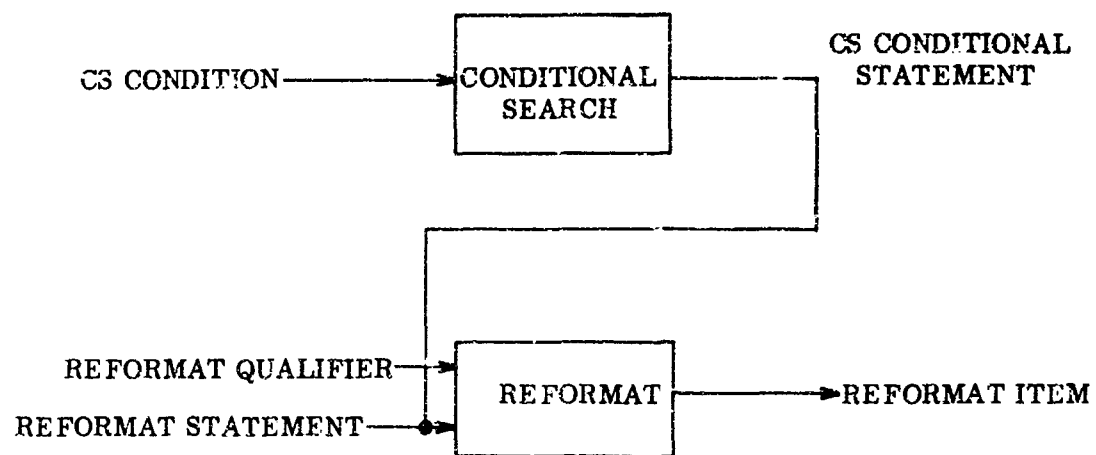 CS CONDITION
CONDITIONAL
SEARCH
CS CONDITIONAL
STATEMENT
REFORMAT QUALIFIER
REFORMAT STATEMENT
REFORMAT
REFORMAT ITEM